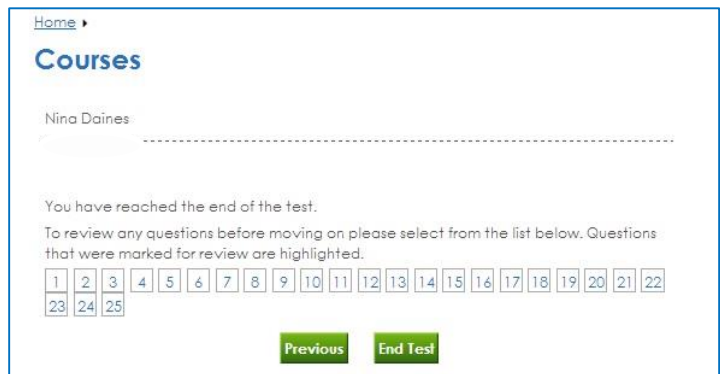 Home
Courses
Nina Daines
You have reached the end of the test.
To review any questions before moving on please select from the list below. Questions
that were marked for review are highlighted.
1 2 3 4 5 6 7 8 9 10 11 12 13 14 15 16 17 18 19 20 21 22
23 24 25
Previous End Test